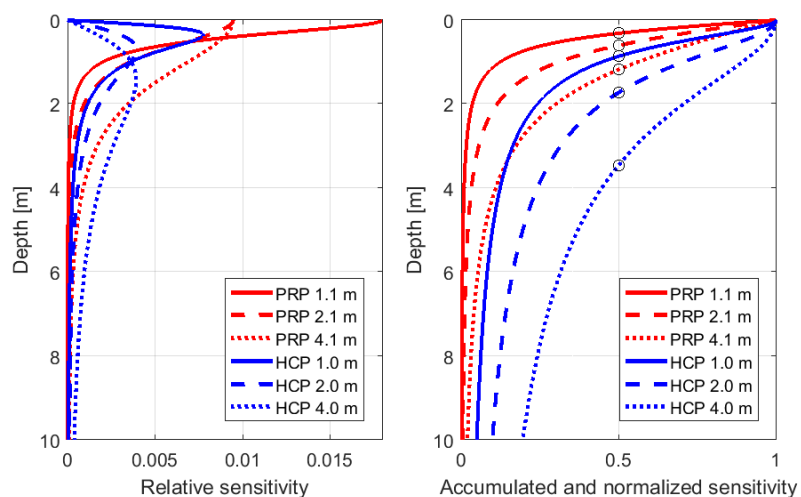 0
2
4
6
8
10
Depth [m]
0
0.005
0.01
0.015
Relative sensitivity
PRP 1.1 m
PRP 2.1 m
PRP 4.1 m
HCP 1.0 m
HCP 2.0 m
HCP 4.0 m
0
2
4
6
8
10
Depth [m]
0
0.5
1
Accumulated and normalized sensitivity
PRP 1.1 m
PRP 2.1 m
PRP 4.1 m
HCP 1.0 m
HCP 2.0 m
HCP 4.0 m